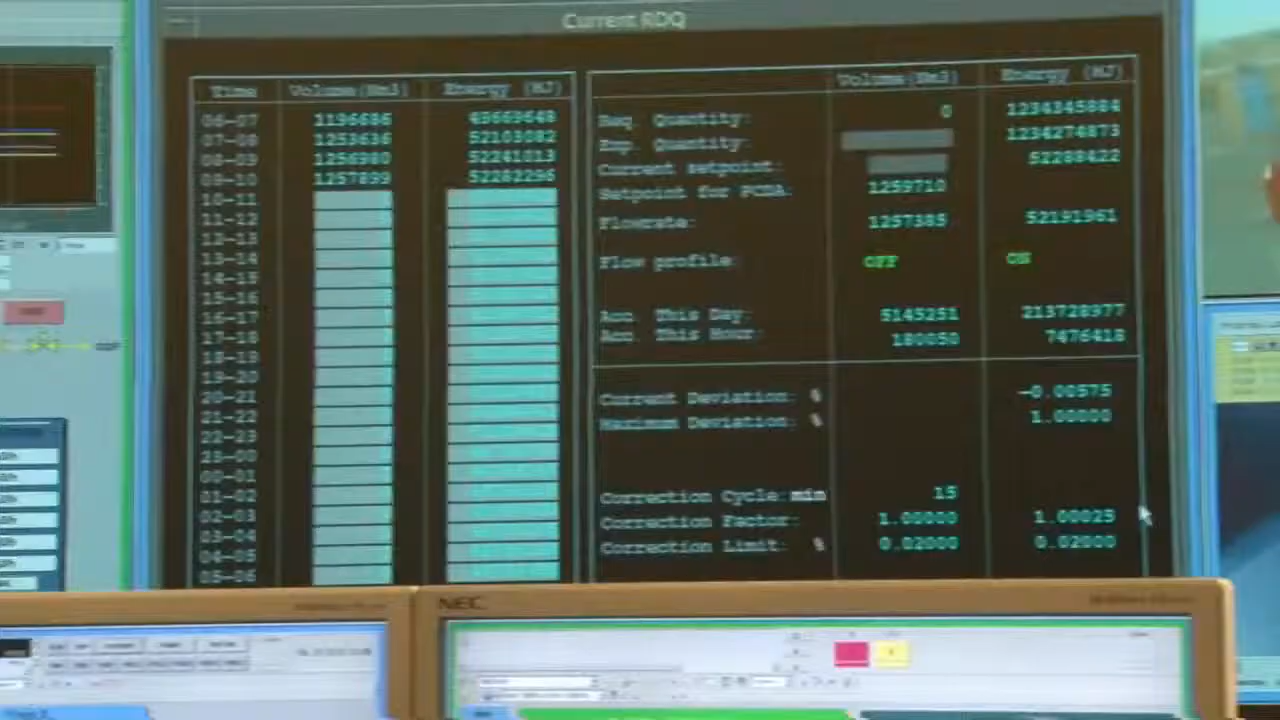 Current RDQ
Time Volume(Nm3) Energy (MJ)
06-07 1196686 49669648
07-08 1253636 52103082
08-09 1256980 52241013
09-10 1257899 52282296
10-11
11-12
12-13
13-14
14-15
15-16
16-17
17-18
18-19
19-20
20-21
21-22
22-23
23-00
00-01
01-02
02-03
03-04
04-05
05-06
Volume(Nm3) Energy (MJ)
Req. Quantity: 0 1234345884
Exp. Quantity: 1234274873
Current setpoint: 52288422
Setpoint for PCDA: 1259710
Flowrate: 1257385 52191961
Flow profile: OFF ON
Acc. This Day: 5145251 213728977
Acc. This Hour: 180050 7476418
Current Deviation: % -0.00575
Maximum Deviation: % 1.00000
Correction Cycle: min 15
Correction Factor: 1.00000 1.00025
Correction Limit: % 0.02000 0.02000
NEC